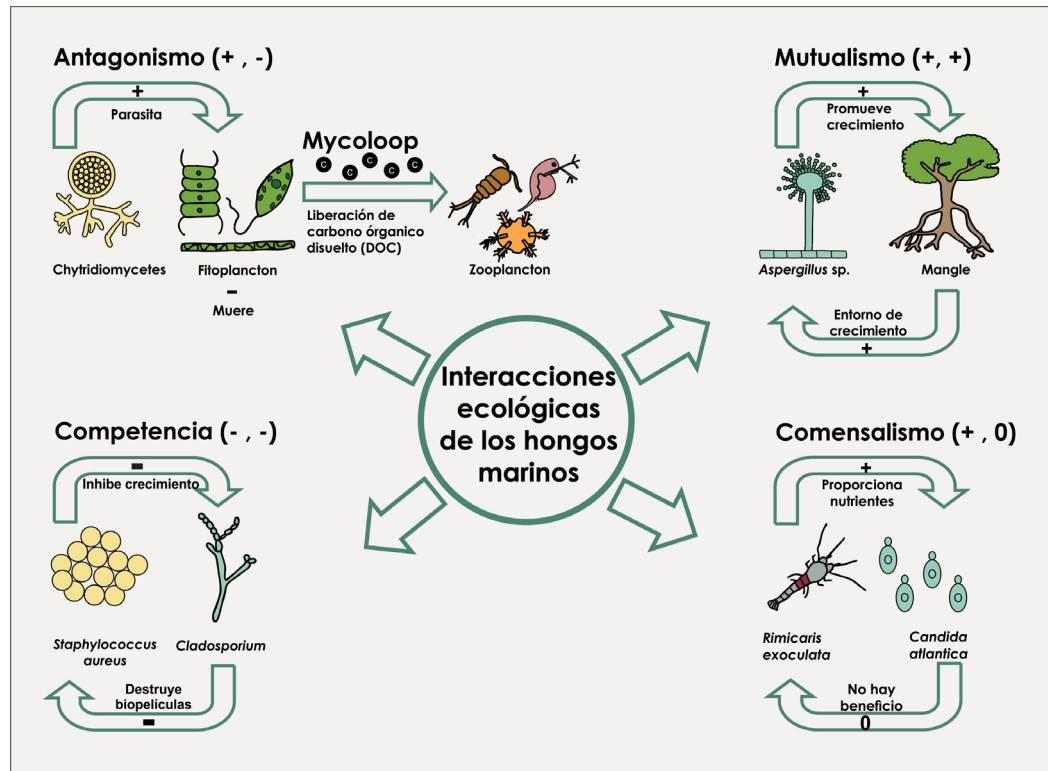 Antagonismo (+ , -)
+
Parasita
Chytridiomycetes
Fitoplancton
-
Muere
Mycoloop
C C C C C
Liberación de
carbono órganico
disuelto (DOC)
Zooplancton
Mutualismo (+, +)
+
Promueve
crecimiento
Aspergillus sp.
Mangle
Entorno de
crecimiento
+
Interacciones
ecológicas
de los hongos
marinos
Competencia (- , -)
-
Inhibe crecimiento
Staphylococcus
aureus
Cladosporium
Destruye
biopelículas
-
Comensalismo (+ , 0)
+
Proporciona
nutrientes
Rimicaris
exoculata
Candida
atlantica
No hay
beneficio
0